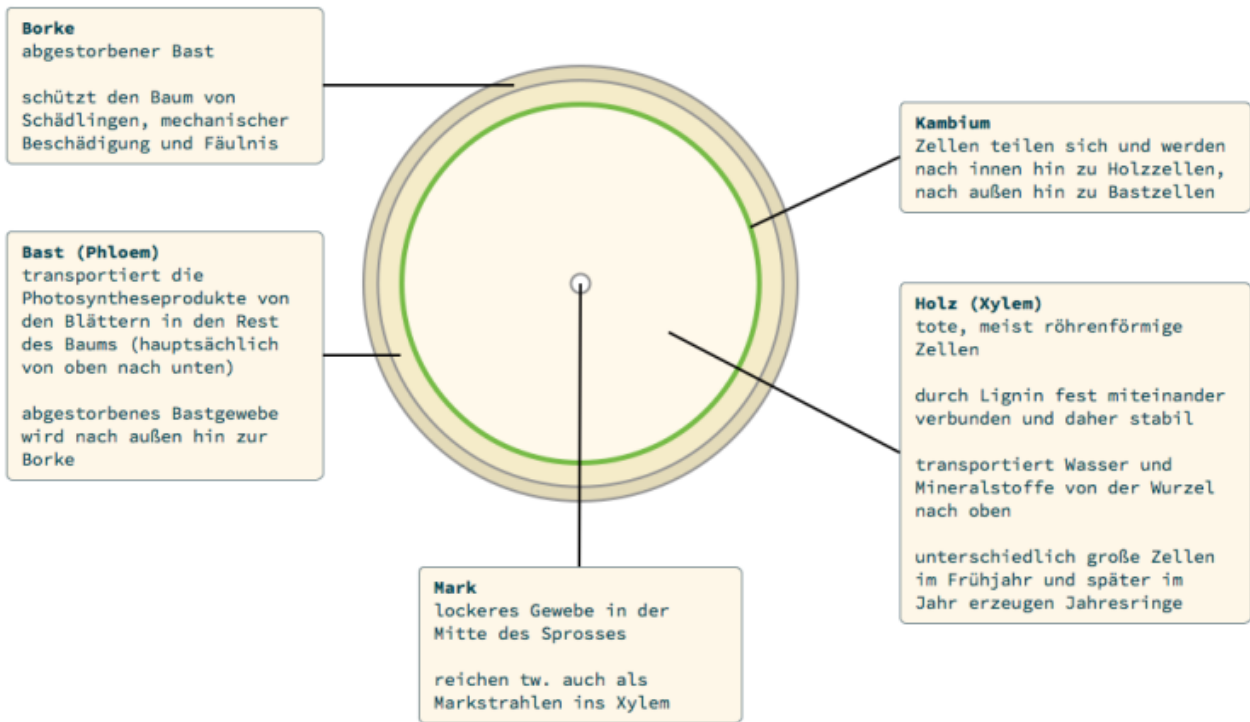 Borke
abgestorbener Bast
schützt den Baum von
Schädlingen, mechanischer
Beschädigung und Fäulnis
Bast (Phloem)
transportiert die
Photosyntheseprodukte von
den Blättern in den Rest
des Baums (hauptsächlich
von oben nach unten)
abgestorbenes Bastgewebe
wird nach außen hin zur
Borke
Mark
lockeres Gewebe in der
Mitte des Sprosses
reichen tw. auch als
Markstrahlen ins Xylem
Kambium
Zellen teilen sich und werden
nach innen hin zu Holzzellen,
nach außen hin zu Bastzellen
Holz (Xylem)
tote, meist röhrenförmige
Zellen
durch Lignin fest miteinander
verbunden und daher stabil
transportiert Wasser und
Mineralstoffe von der Wurzel
nach oben
unterschiedlich große Zellen
im Frühjahr und später im
Jahr erzeugen Jahresringe